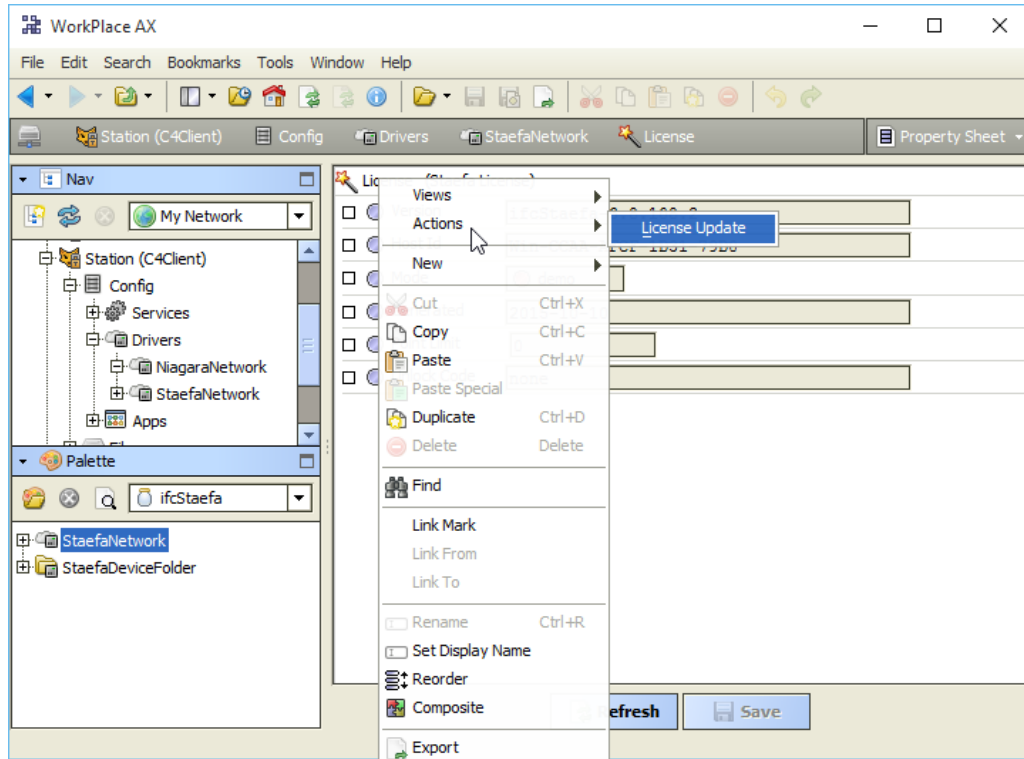 WorkPlace AX
File Edit Search Bookmarks Tools Window Help
Station (C4Client) Config Drivers StaefaNetwork License Property Sheet
Nav
My Network
Station (C4Client)
Config
Services
Drivers
NiagaraNetwork
StaefaNetwork
Apps
Palette
ifcStaefa
StaefaNetwork
StaefaDeviceFolder
Views
Actions
License Update
New
Cut Ctrl+X
Copy Ctrl+C
Paste Ctrl+V
Paste Special
Duplicate Ctrl+D
Delete Delete
Find
Link Mark
Link From
Link To
Rename Ctrl+R
Set Display Name
Reorder
Composite
Export
Save